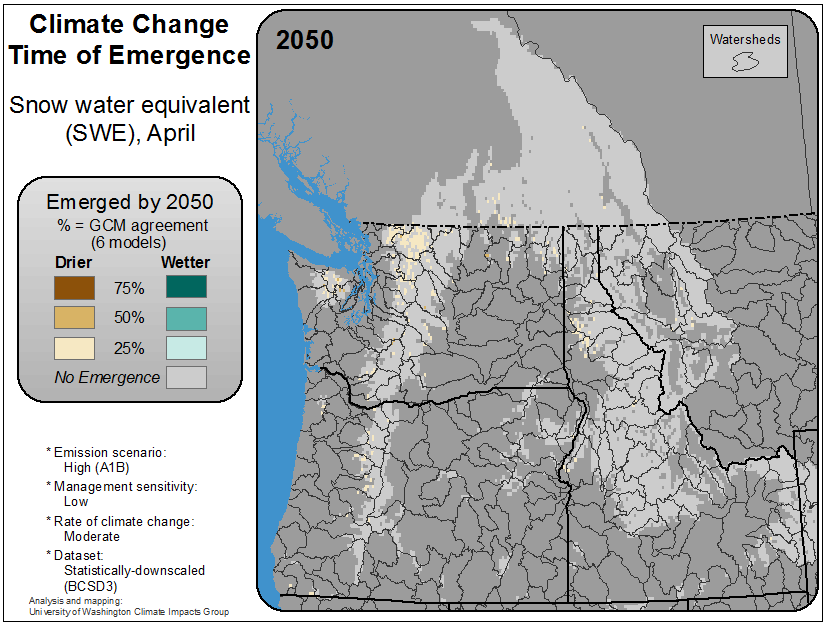 Climate Change
Time of Emergence
Snow water equivalent
(SWE), April
Emerged by 2050
% = GCM agreement
(6 models)
Drier Wetter
75%
50%
25%
No Emergence
* Emission scenario:
High (A1B)
* Management sensitivity:
Low
* Rate of climate change:
Moderate
* Dataset:
Statistically-downscaled
(BCSD3)
Analysis and mapping:
University of Washington Climate Impacts Group
2050
Watersheds